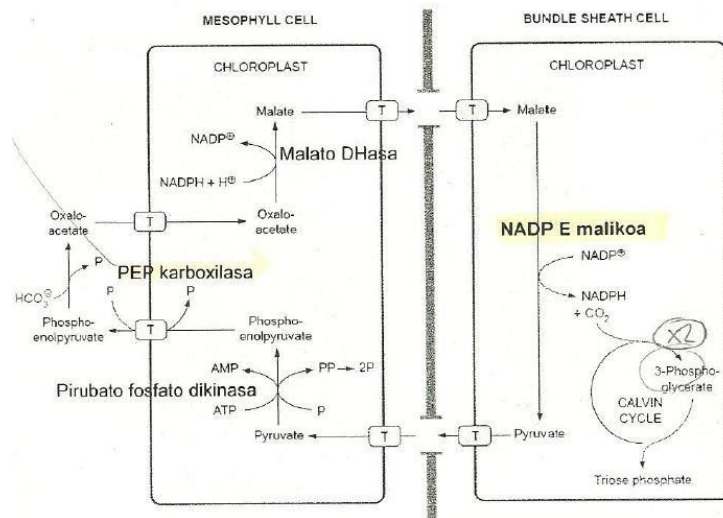 MESOPHYLL CELL
BUNDLE SHEATH CELL
CHLOROPLAST
CHLOROPLAST
Malate
T
T
Malate
NADP⊕
Malato DHasa
NADPH + H⊕
Oxalo-
acetate
T
Oxalo-
acetate
NADP E malikoa
NADP⊕
P
PEP karboxilasa
HCO₃⊖
P
P
NADPH
+ CO₂
Phospho-
enolpyruvate
T
Phospho-
enolpyruvate
X2
3-Phospho-
glycerate
AMP
PP → 2P
Pirubato fosfato dikinasa
ATP
P
CALVIN
CYCLE
Pyruvate
T
T
Pyruvate
Triose phosphate